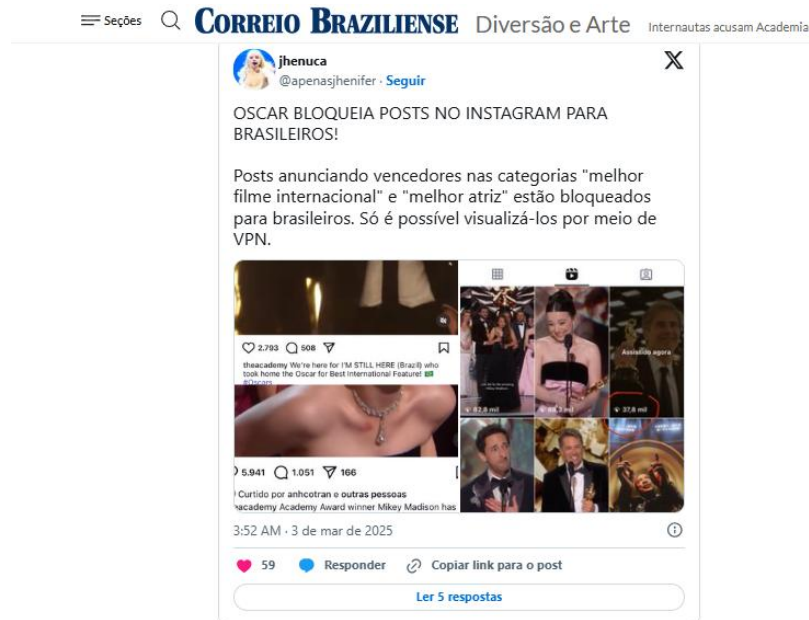 Seções
CORREIO BRAZILIENSE
Diversão e Arte
Internautas acusam Academia
jhenuca
@apenasjhenifer · Seguir
OSCAR BLOQUEIA POSTS NO INSTAGRAM PARA
BRASILEIROS!
Posts anunciando vencedores nas categorias "melhor
filme internacional" e "melhor atriz" estão bloqueados
para brasileiros. Só é possível visualizá-los por meio de
VPN.
2.793 508
theacademy We're here for I'M STILL HERE (Brazil) who
took home the Oscar for Best International Feature!
#Oscars
5.941 1.051 166
Curtido por anhcotran e outras pessoas
academy Academy Award winner Mikey Madison has
Assistido agora
37,8 mil
3:52 AM · 3 de mar de 2025
59 Responder Copiar link para o post
Ler 5 respostas